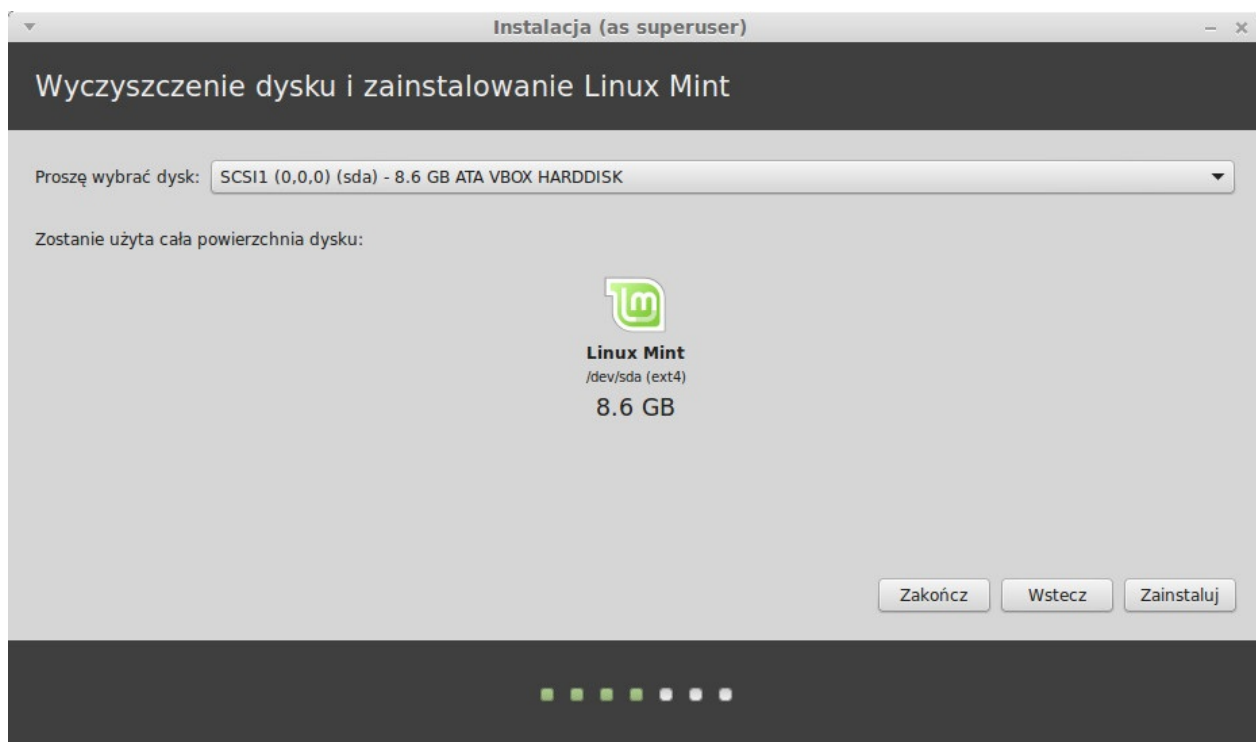 Instalacja (as superuser)
Wyczyszczenie dysku i zainstalowanie Linux Mint
Proszę wybrać dysk: SCSI1 (0,0,0) (sda) - 8.6 GB ATA VBOX HARDDISK
Zostanie użyta cała powierzchnia dysku:
lm
Linux Mint
/dev/sda (ext4)
8.6 GB
Zakończ Wstecz Zainstaluj